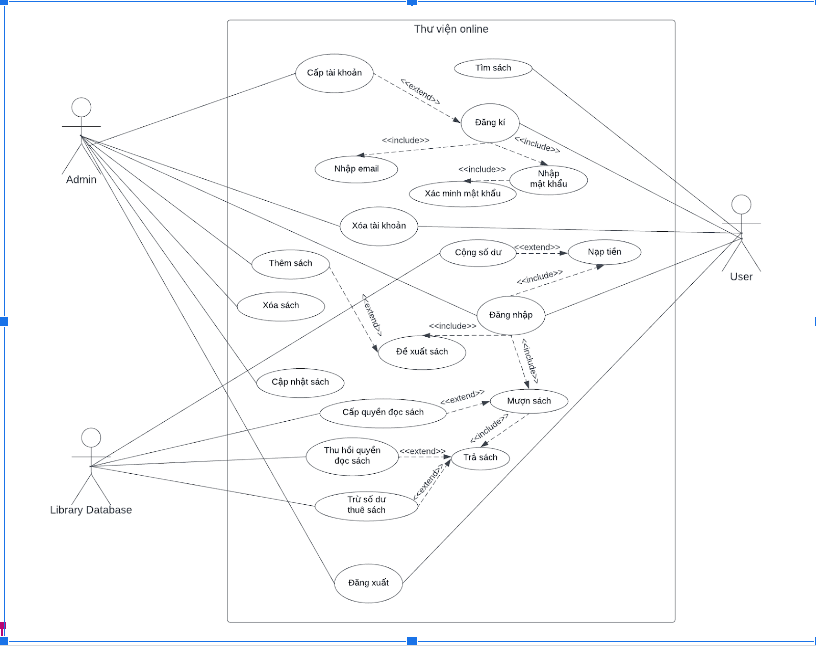 Thư viện online
Cấp tài khoản
Tìm sách
<<extend>>
Đăng kí
<<include>>
<<include>>
Admin
Nhập email
<<include>>
Nhập
mật khẩu
Xác minh mật khẩu
Xóa tài khoản
Cộng số dư
<<extend>>
Nạp tiền
Thêm sách
User
<<include>>
Xóa sách
<<extend>>
Đăng nhập
<<include>>
Đề xuất sách
<<include>>
Cập nhật sách
<<extend>>
Mượn sách
Cấp quyền đọc sách
<<include>>
Thu hồi quyền
đọc sách
<<extend>>
Trả sách
<<extend>>
Trừ số dư
thuê sách
Library Database
Đăng xuất